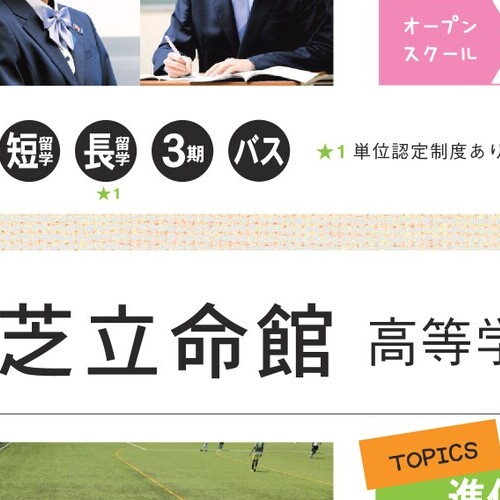 オープン
スクール
短留学 長留学 3期 バス ★1 単位認定制度あり
★1
芝立命館 高等学
TOPICS